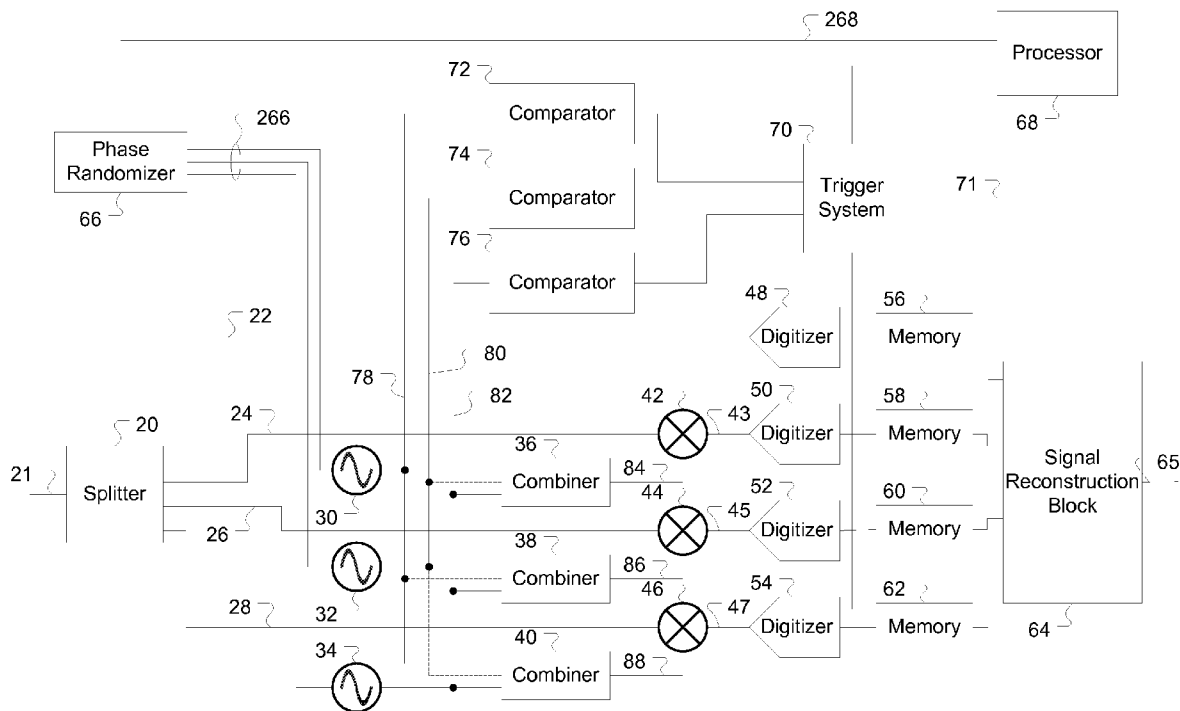 268
Processor
68
72
Comparator
266
Phase
Randomizer
66
74
Comparator
70
Trigger
System
71
76
Comparator
22
48
Digitizer
56
Memory
80
78
82
42
43
50
Digitizer
58
Memory
24
20
21
Splitter
36
Combiner
84
44
45
52
Digitizer
60
Memory
Signal
Reconstruction
Block
65
30
26
38
Combiner
86
46
47
54
Digitizer
62
Memory
64
28
32
34
40
Combiner
88